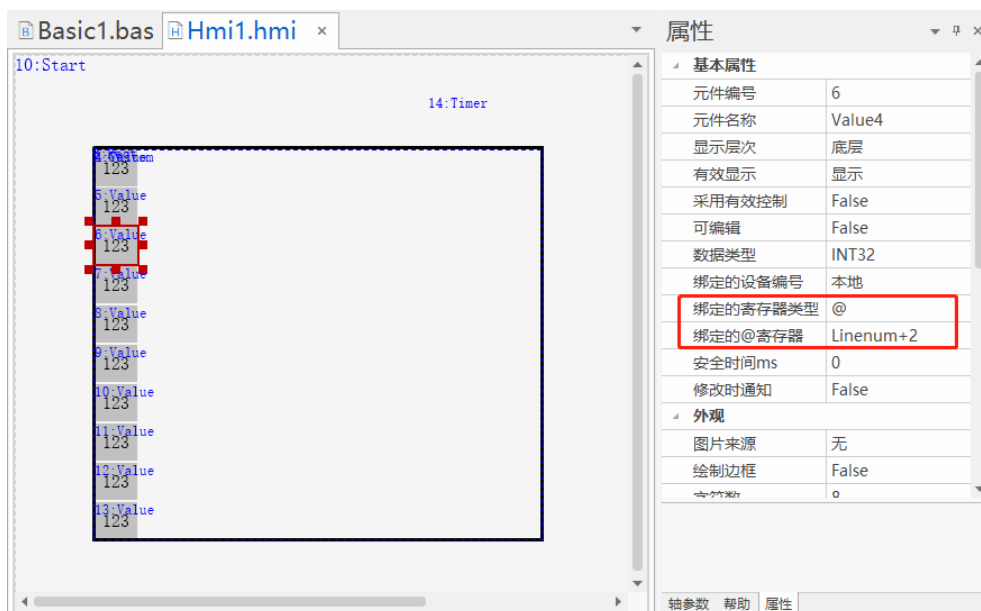 Basic1.bas Hmi1.hmi ×
10:Start
14:Timer
123
5:Value
123
6:Value
123
7:Value
123
8:Value
123
9:Value
123
10:Value
123
11:Value
123
12:Value
123
13:Value
123
属性
基本属性
元件编号 6
元件名称 Value4
显示层次 底层
有效显示 显示
采用有效控制 False
可编辑 False
数据类型 INT32
绑定的设备编号 本地
绑定的寄存器类型 @
绑定的@寄存器 Linenum+2
安全时间ms 0
修改时通知 False
外观
图片来源 无
绘制边框 False
字符数 8
轴参数 帮助 属性